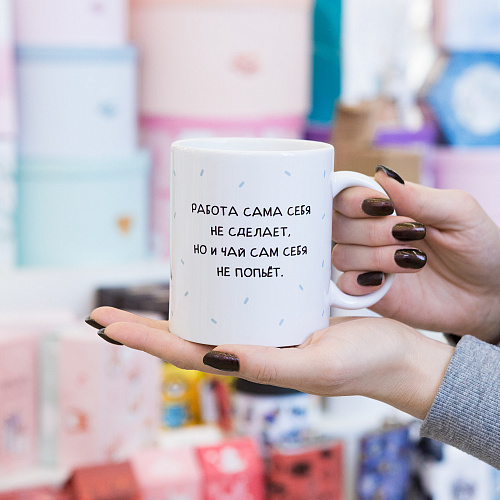 РАБОТА САМА СЕБЯ
НЕ СДЕЛАЕТ,
НО И ЧАЙ САМ СЕБЯ
НЕ ПОПЬЁТ.